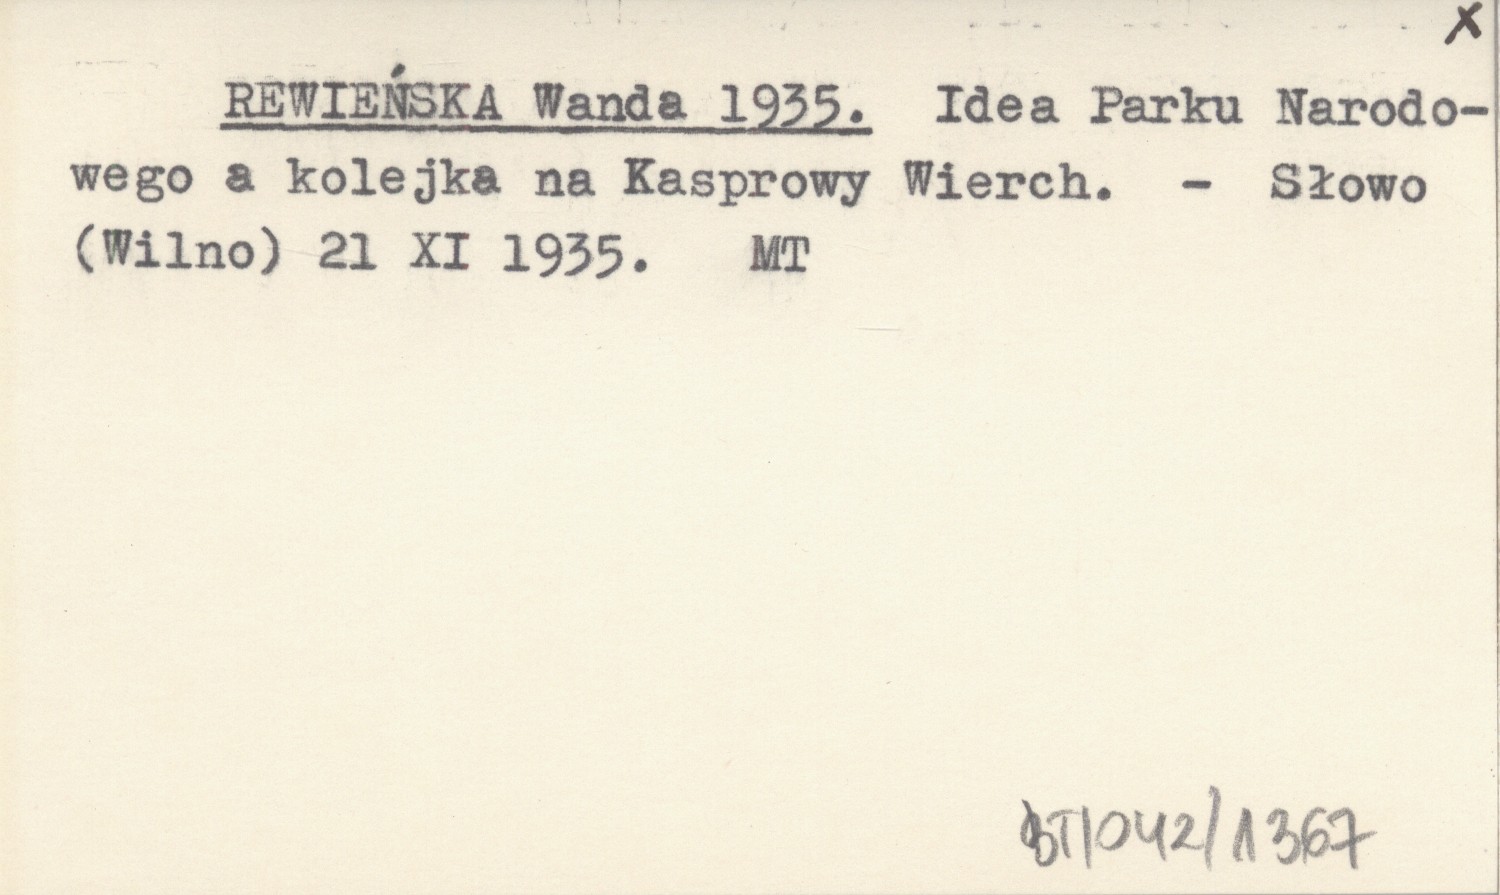 x
REWIEŃSKA Wanda 1935. Idea Parku Narodo-
wego a kolejka na Kasprowy Wierch. - Słowo
(Wilno) 21 XI 1935. MT
BT/042/1367